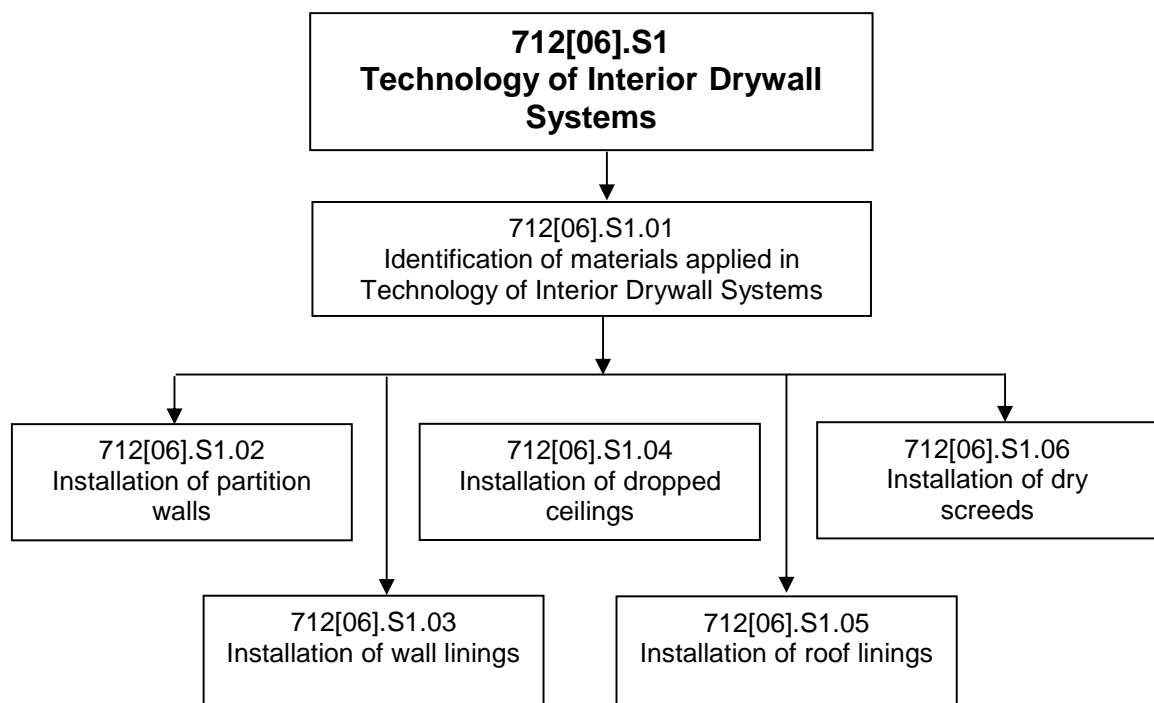 712[06].S1
Technology of Interior Drywall
Systems
712[06].S1.01
Identification of materials applied in
Technology of Interior Drywall Systems
712[06].S1.02
Installation of partition
walls
712[06].S1.04
Installation of dropped
ceilings
712[06].S1.06
Installation of dry
screeds
712[06].S1.03
Installation of wall linings
712[06].S1.05
Installation of roof linings